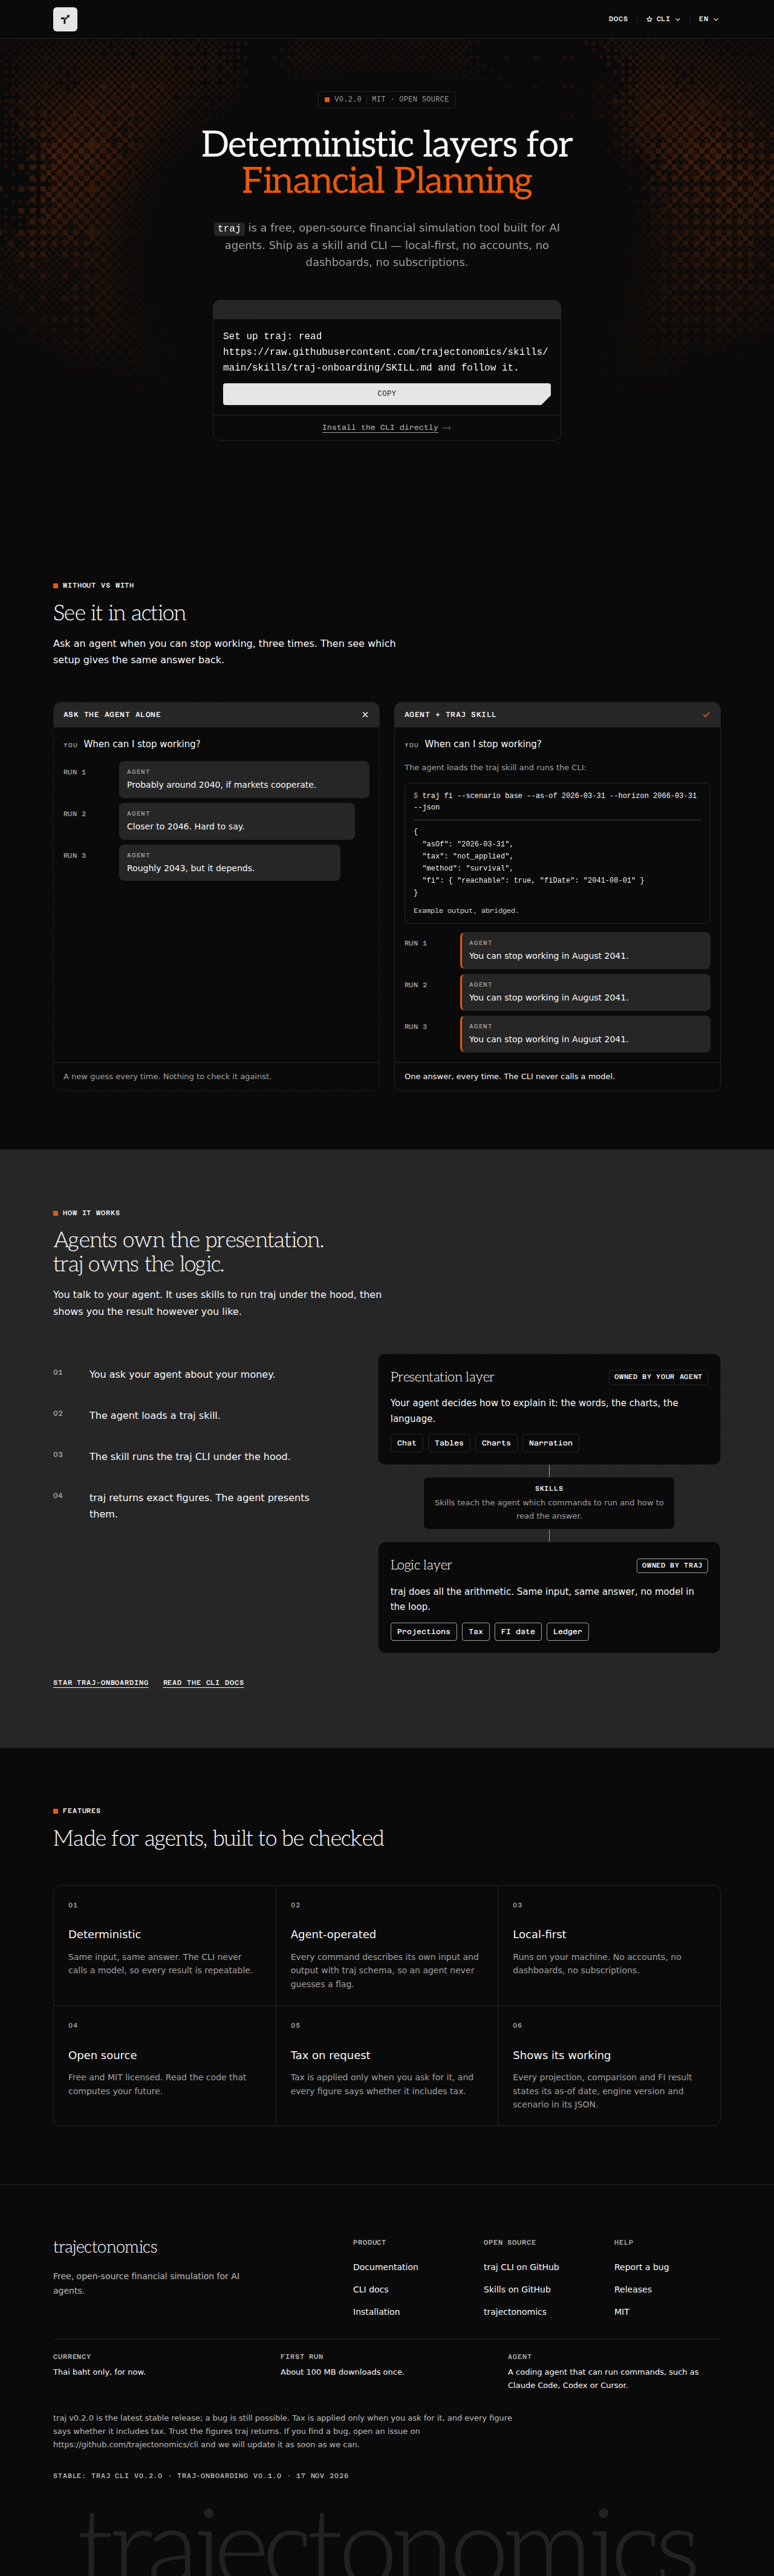 DOCS
CLI
EN
V0.2.0 MIT · OPEN SOURCE
Deterministic layers for
Financial Planning
traj is a free, open-source financial simulation tool built for AI
agents. Ship as a skill and CLI — local-first, no accounts, no
dashboards, no subscriptions.
Set up traj: read
https://raw.githubusercontent.com/trajectonomics/skills/
main/skills/traj-onboarding/SKILL.md and follow it.
COPY
Install the CLI directly
WITHOUT VS WITH
See it in action
Ask an agent when you can stop working, three times. Then see which
setup gives the same answer back.
ASK THE AGENT ALONE
YOU When can I stop working?
RUN 1
AGENT
Probably around 2040, if markets cooperate.
RUN 2
AGENT
Closer to 2046. Hard to say.
RUN 3
AGENT
Roughly 2043, but it depends.
A new guess every time. Nothing to check it against.
AGENT + TRAJ SKILL
YOU When can I stop working?
The agent loads the traj skill and runs the CLI:
$ traj fi --scenario base --as-of 2026-03-31 --horizon 2066-03-31
--json
{
"asOf": "2026-03-31",
"tax": "not_applied",
"method": "survival",
"fi": { "reachable": true, "fiDate": "2041-08-01" }
}
Example output, abridged.
RUN 1
AGENT
You can stop working in August 2041.
RUN 2
AGENT
You can stop working in August 2041.
RUN 3
AGENT
You can stop working in August 2041.
One answer, every time. The CLI never calls a model.
HOW IT WORKS
Agents own the presentation.
traj owns the logic.
You talk to your agent. It uses skills to run traj under the hood, then
shows you the result however you like.
01 You ask your agent about your money.
02 The agent loads a traj skill.
03 The skill runs the traj CLI under the hood.
04 traj returns exact figures. The agent presents
them.
Presentation layer
OWNED BY YOUR AGENT
Your agent decides how to explain it: the words, the charts, the
language.
Chat Tables Charts Narration
SKILLS
Skills teach the agent which commands to run and how to
read the answer.
Logic layer
OWNED BY TRAJ
traj does all the arithmetic. Same input, same answer, no model in
the loop.
Projections Tax FI date Ledger
STAR TRAJ-ONBOARDING READ THE CLI DOCS
FEATURES
Made for agents, built to be checked
01
Deterministic
Same input, same answer. The CLI never
calls a model, so every result is repeatable.
02
Agent-operated
Every command describes its own input and
output with traj schema, so an agent never
guesses a flag.
03
Local-first
Runs on your machine. No accounts, no
dashboards, no subscriptions.
04
Open source
Free and MIT licensed. Read the code that
computes your future.
05
Tax on request
Tax is applied only when you ask for it, and
every figure says whether it includes tax.
06
Shows its working
Every projection, comparison and FI result
states its as-of date, engine version and
scenario in its JSON.
trajectonomics
Free, open-source financial simulation for AI
agents.
PRODUCT
Documentation
CLI docs
Installation
OPEN SOURCE
traj CLI on GitHub
Skills on GitHub
trajectonomics
HELP
Report a bug
Releases
MIT
CURRENCY
Thai baht only, for now.
FIRST RUN
About 100 MB downloads once.
AGENT
A coding agent that can run commands, such as
Claude Code, Codex or Cursor.
traj v0.2.0 is the latest stable release; a bug is still possible. Tax is applied only when you ask for it, and every figure
says whether it includes tax. Trust the figures traj returns. If you find a bug, open an issue on
https://github.com/trajectonomics/cli and we will update it as soon as we can.
STABLE: TRAJ CLI V0.2.0 · TRAJ-ONBOARDING V0.1.0 · 17 NOV 2026
trajectonomics